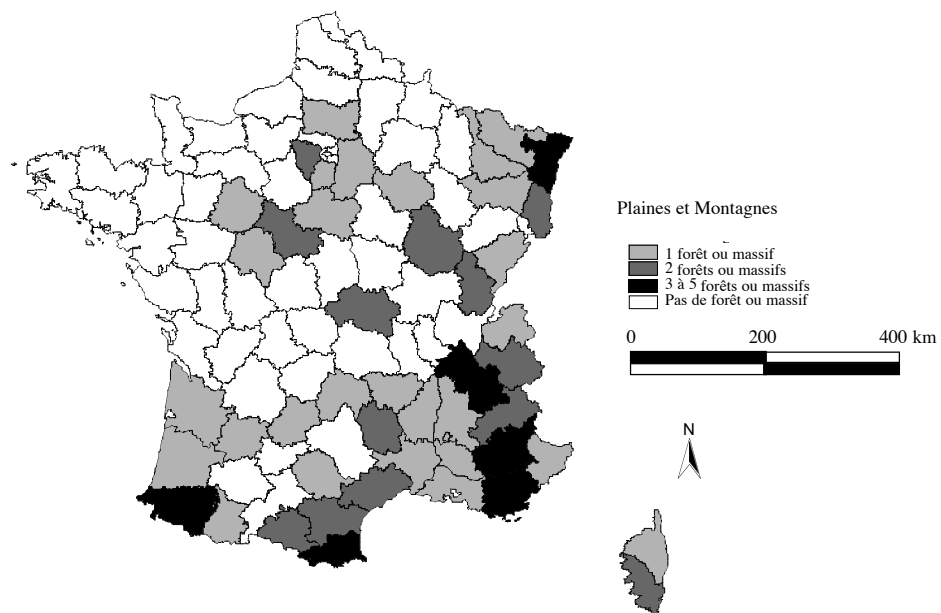 Plaines et Montagnes
1 forêt ou massif
2 forêts ou massifs
3 à 5 forêts ou massifs
Pas de forêt ou massif
0 200 400 km
N